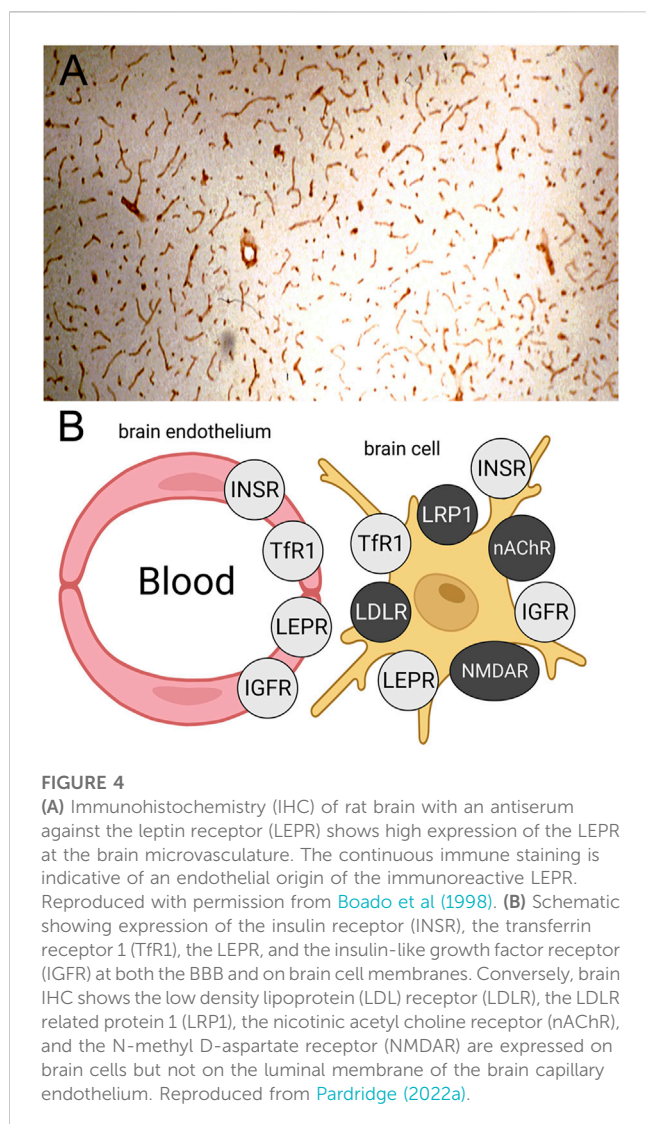 A
B
brain endothelium
brain cell
INSR
INSR
LRP1
TfR1
TfR1
nAChR
Blood
LDLR
IGFR
LEPR
LEPR
NMDAR
IGFR
FIGURE 4
(A) Immunohistochemistry (IHC) of rat brain with an antiserum
against the leptin receptor (LEPR) shows high expression of the LEPR
at the brain microvasculature. The continuous immune staining is
indicative of an endothelial origin of the immunoreactive LEPR.
Reproduced with permission from Boado et al (1998). (B) Schematic
showing expression of the insulin receptor (INSR), the transferrin
receptor 1 (TfR1), the LEPR, and the insulin-like growth factor receptor
(IGFR) at both the BBB and on brain cell membranes. Conversely, brain
IHC shows the low density lipoprotein (LDL) receptor (LDLR), the LDLR
related protein 1 (LRP1), the nicotinic acetyl choline receptor (nAChR),
and the N-methyl D-aspartate receptor (NMDAR) are expressed on
brain cells but not on the luminal membrane of the brain capillary
endothelium. Reproduced from Pardridge (2022a).